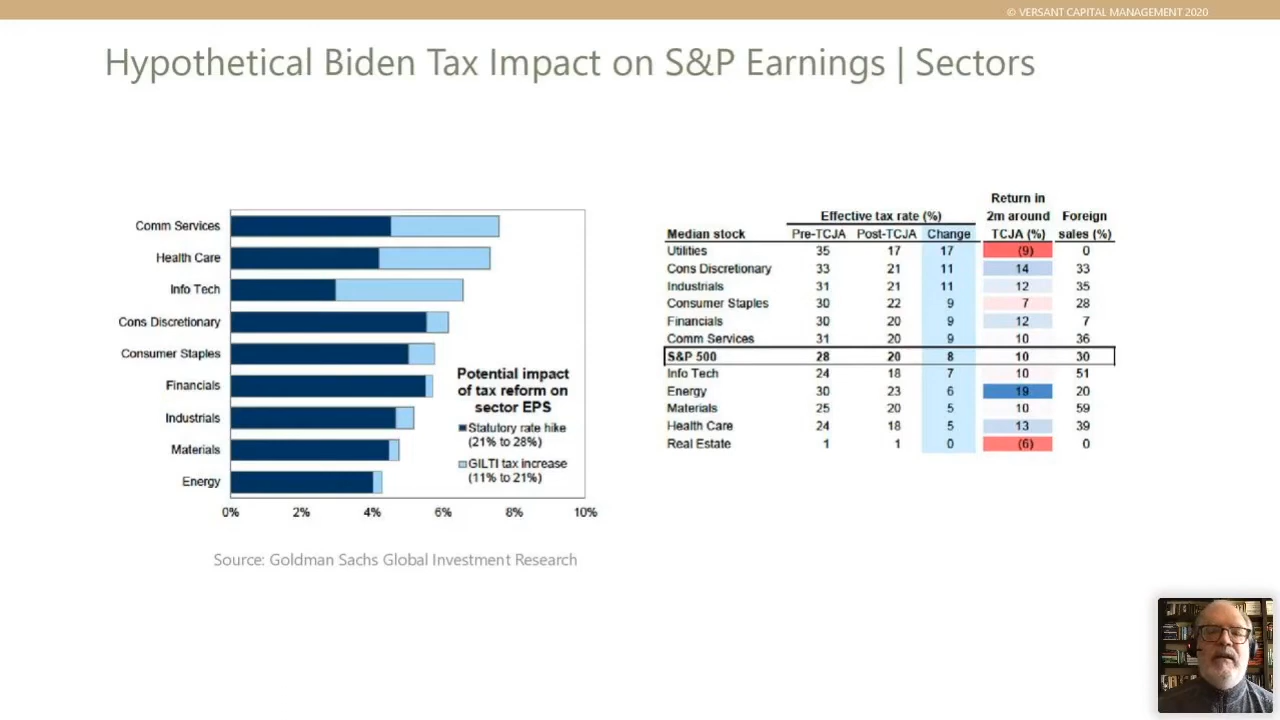 © VERSANT CAPITAL MANAGEMENT 2020
Hypothetical Biden Tax Impact on S&P Earnings | Sectors
Comm Services
Health Care
Info Tech
Cons Discretionary
Consumer Staples
Financials
Industrials
Materials
Energy
Potential impact
of tax reform on
sector EPS
Statutory rate hike
(21% to 28%)
GILTI tax increase
(11% to 21%)
0% 2% 4% 6% 8% 10%
Source: Goldman Sachs Global Investment Research
Return in
Effective tax rate (%) 2m around Foreign
Median stock Pre-TCJA Post-TCJA Change TCJA (%) sales (%)
Utilities 35 17 17 (9) 0
Cons Discretionary 33 21 11 14 33
Industrials 31 21 11 12 35
Consumer Staples 30 22 9 7 28
Financials 30 20 9 12 7
Comm Services 31 20 9 10 36
S&P 500 28 20 8 10 30
Info Tech 24 18 7 10 51
Energy 30 23 6 19 20
Materials 25 20 5 10 59
Health Care 24 18 5 13 39
Real Estate 1 1 0 (6) 0